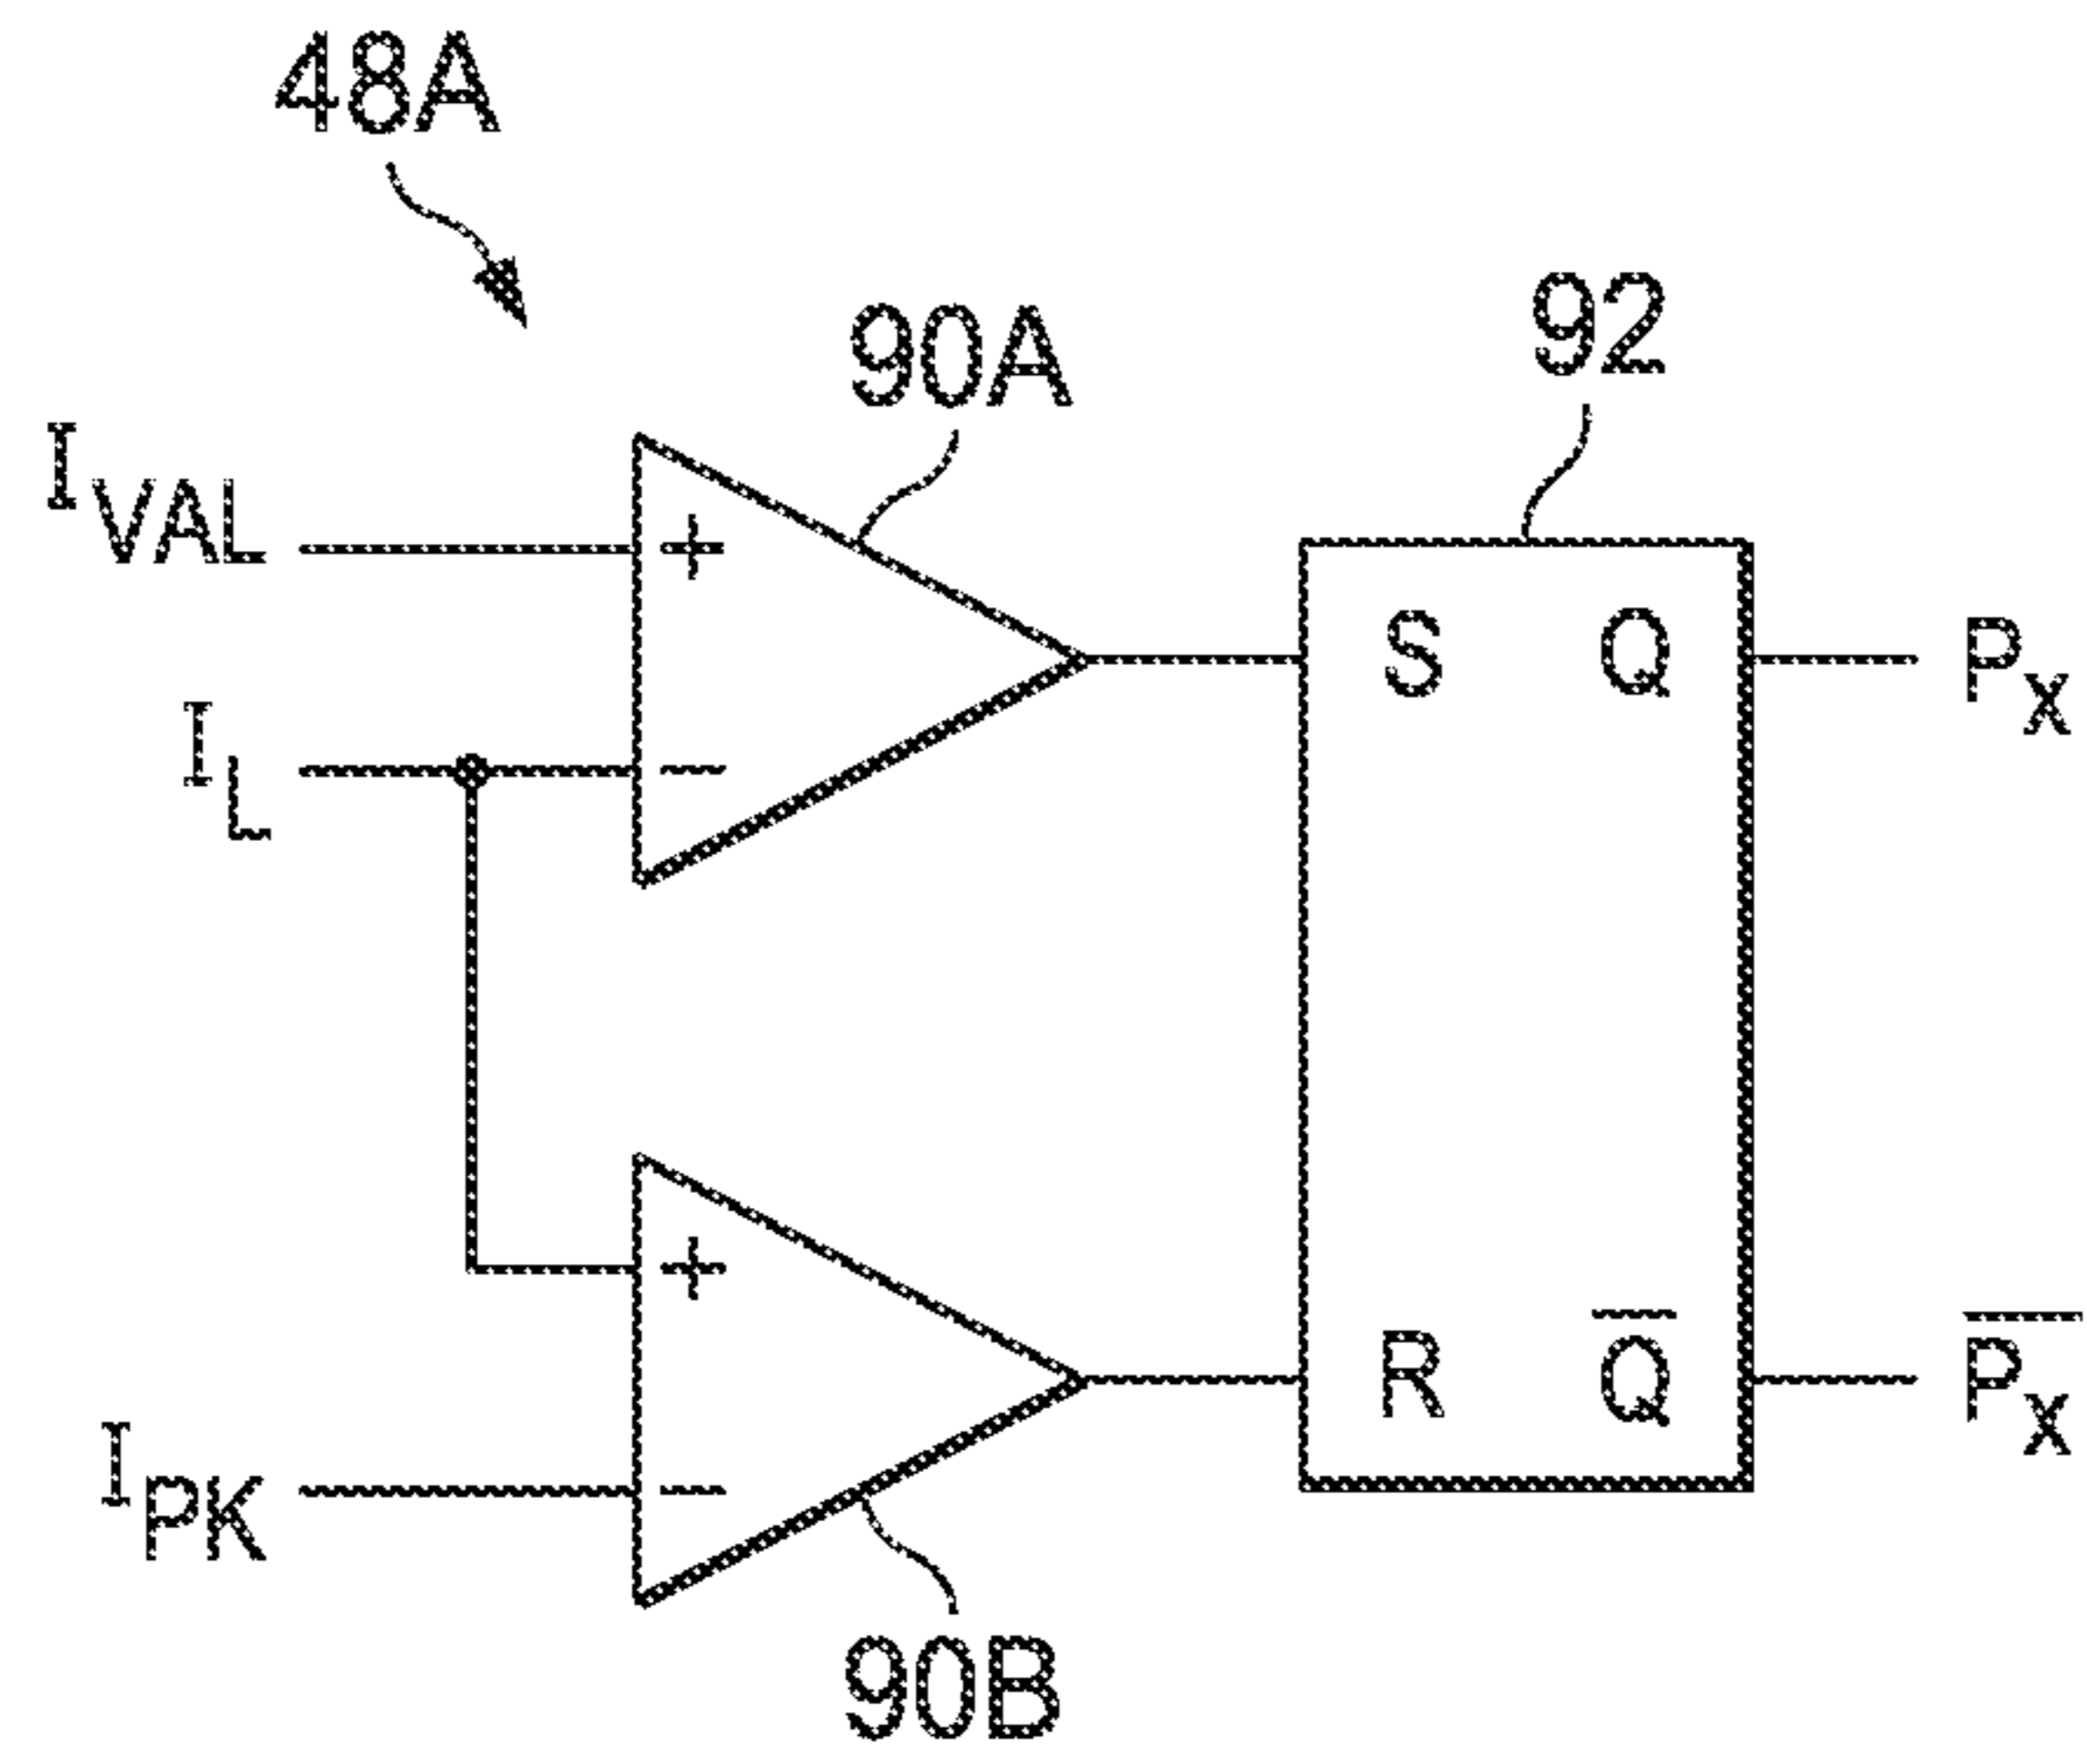 48A
90A
92
I_VAL
+
S Q P_X
I_L
−
+
R Q̅ P̅_X̅
I_PK
−
90B